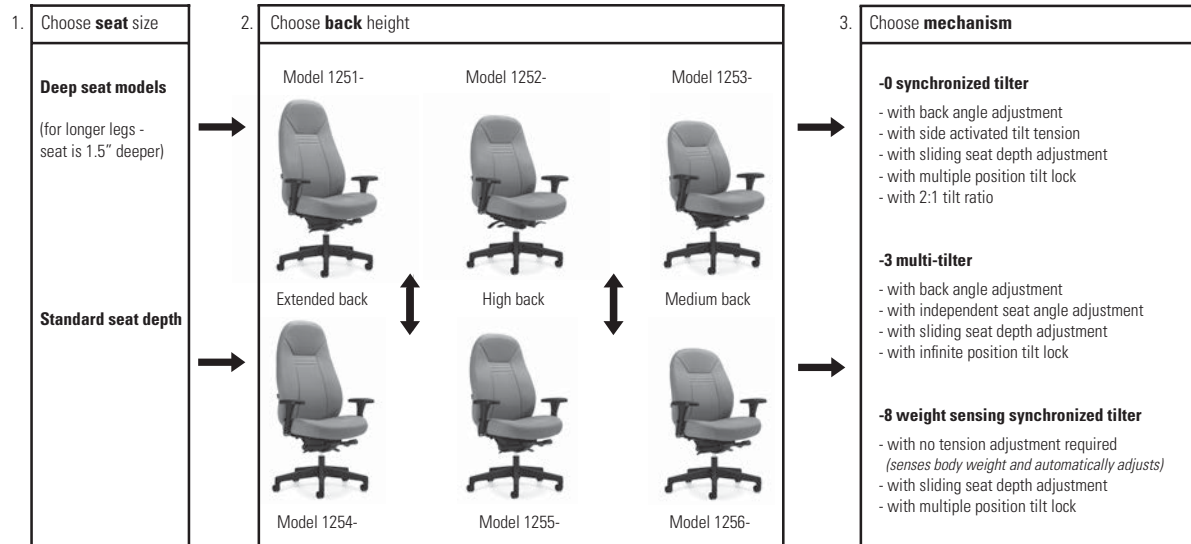 1. Choose seat size
Deep seat models
(for longer legs -
seat is 1.5” deeper)
Standard seat depth
2. Choose back height
Model 1251- Model 1252- Model 1253-
Extended back High back Medium back
Model 1254- Model 1255- Model 1256-
3. Choose mechanism
-0 synchronized tilter
- with back angle adjustment
- with side activated tilt tension
- with sliding seat depth adjustment
- with multiple position tilt lock
- with 2:1 tilt ratio
-3 multi-tilter
- with back angle adjustment
- with independent seat angle adjustment
- with sliding seat depth adjustment
- with infinite position tilt lock
-8 weight sensing synchronized tilter
- with no tension adjustment required
(senses body weight and automatically adjusts)
- with sliding seat depth adjustment
- with multiple position tilt lock